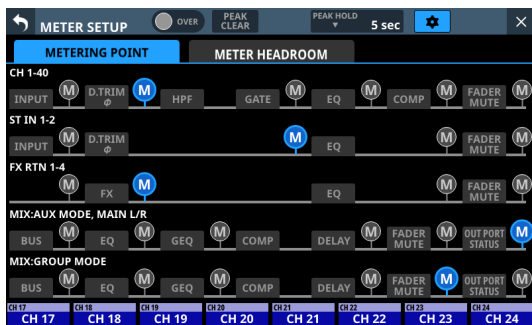 METER SETUP OVER PEAK CLEAR PEAK HOLD ▼ 5 sec ×
METERING POINT METER HEADROOM
CH 1-40
INPUT M D.TRIM Ø M HPF GATE M EQ M COMP M FADER MUTE M
ST IN 1-2
INPUT M D.TRIM Ø M EQ M FADER MUTE M
FX RTN 1-4
M FX M EQ M FADER MUTE M
MIX:AUX MODE, MAIN L/R
BUS M EQ M GEQ M COMP DELAY M FADER MUTE M OUT PORT STATUS M
MIX:GROUP MODE
BUS M EQ M GEQ M COMP DELAY M FADER MUTE M OUT PORT STATUS M
CH 17 CH 18 CH 19 CH 20 CH 21 CH 22 CH 23 CH 24
CH 17 CH 18 CH 19 CH 20 CH 21 CH 22 CH 23 CH 24